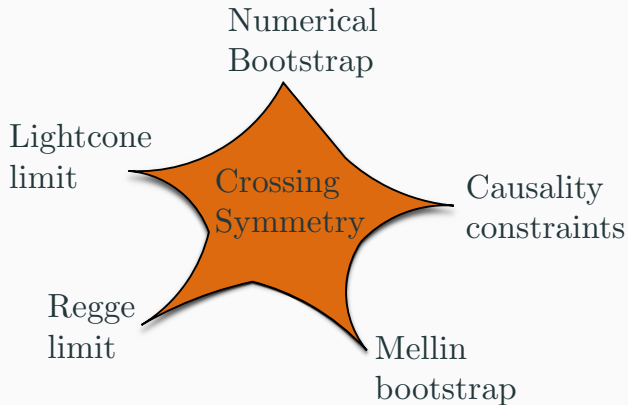 Numerical
Bootstrap
Lightcone
limit
Crossing
Symmetry
Causality
constraints
Regge
limit
Mellin
bootstrap